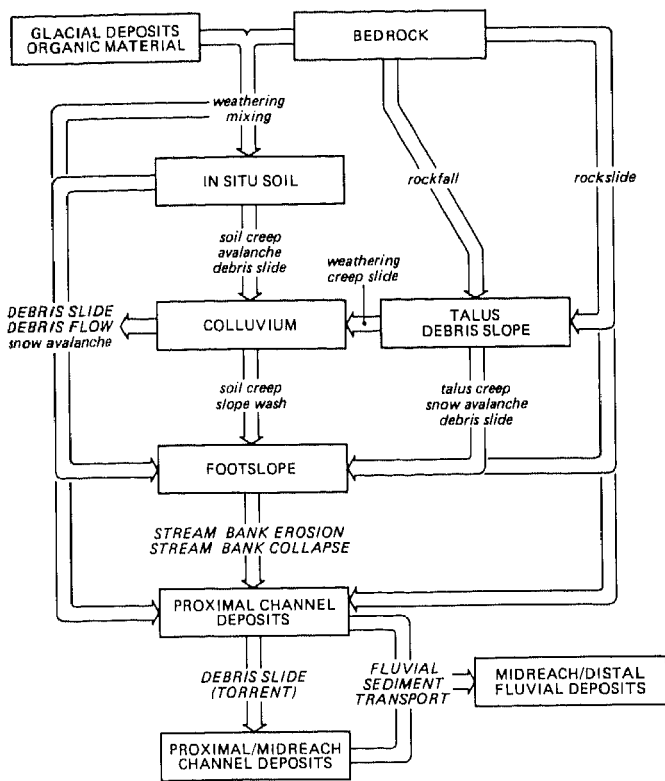 GLACIAL DEPOSITS
ORGANIC MATERIAL
BEDROCK
weathering
mixing
rockfall
rockslide
IN SITU SOIL
soil creep
avalanche
debris slide
weathering
creep slide
DEBRIS SLIDE
DEBRIS FLOW
snow avalanche
COLLUVIUM
TALUS
DEBRIS SLOPE
soil creep
slope wash
talus creep
snow avalanche
debris slide
FOOTSLOPE
STREAM BANK EROSION
STREAM BANK COLLAPSE
PROXIMAL CHANNEL
DEPOSITS
DEBRIS SLIDE
(TORRENT)
FLUVIAL
SEDIMENT
TRANSPORT
MIDREACH/DISTAL
FLUVIAL DEPOSITS
PROXIMAL/MIDREACH
CHANNEL DEPOSITS